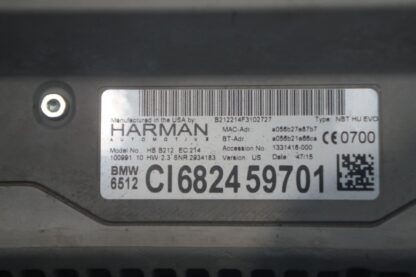 Manufactured in the USA by B212214F3102727 Type: NBT HU EVO
HARMAN
AUTOMOTIVE
MAC-Adr a056b27e87b7
BT-Adr a056b21e66ca
CE 0700
Model No. HB B212 EC 214 Accession No 1331418-000
100991 10 HW 2.3 SNR 2934183 Version US Date 47/15
BMW
6512
CI682459701